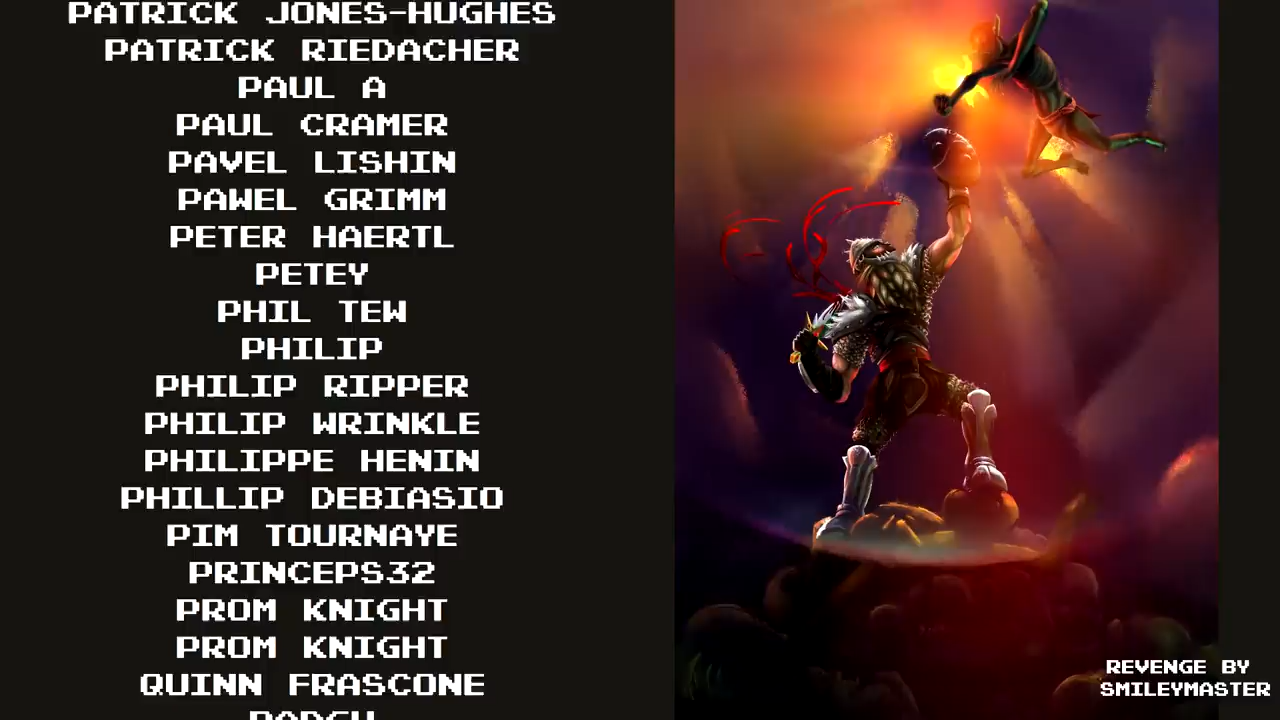 PATRICK JONES-HUGHES
PATRICK RIEDACHER
PAUL A
PAUL CRAMER
PAVEL LISHIN
PAWEL GRIMM
PETER HAERTL
PETEY
PHIL TEW
PHILIP
PHILIP RIPPER
PHILIP WRINKLE
PHILIPPE HENIN
PHILLIP DEBIASIO
PIM TOURNAYE
PRINCEPS32
PROM KNIGHT
PROM KNIGHT
QUINN FRASCONE
REVENGE BY
SMILEYMASTER